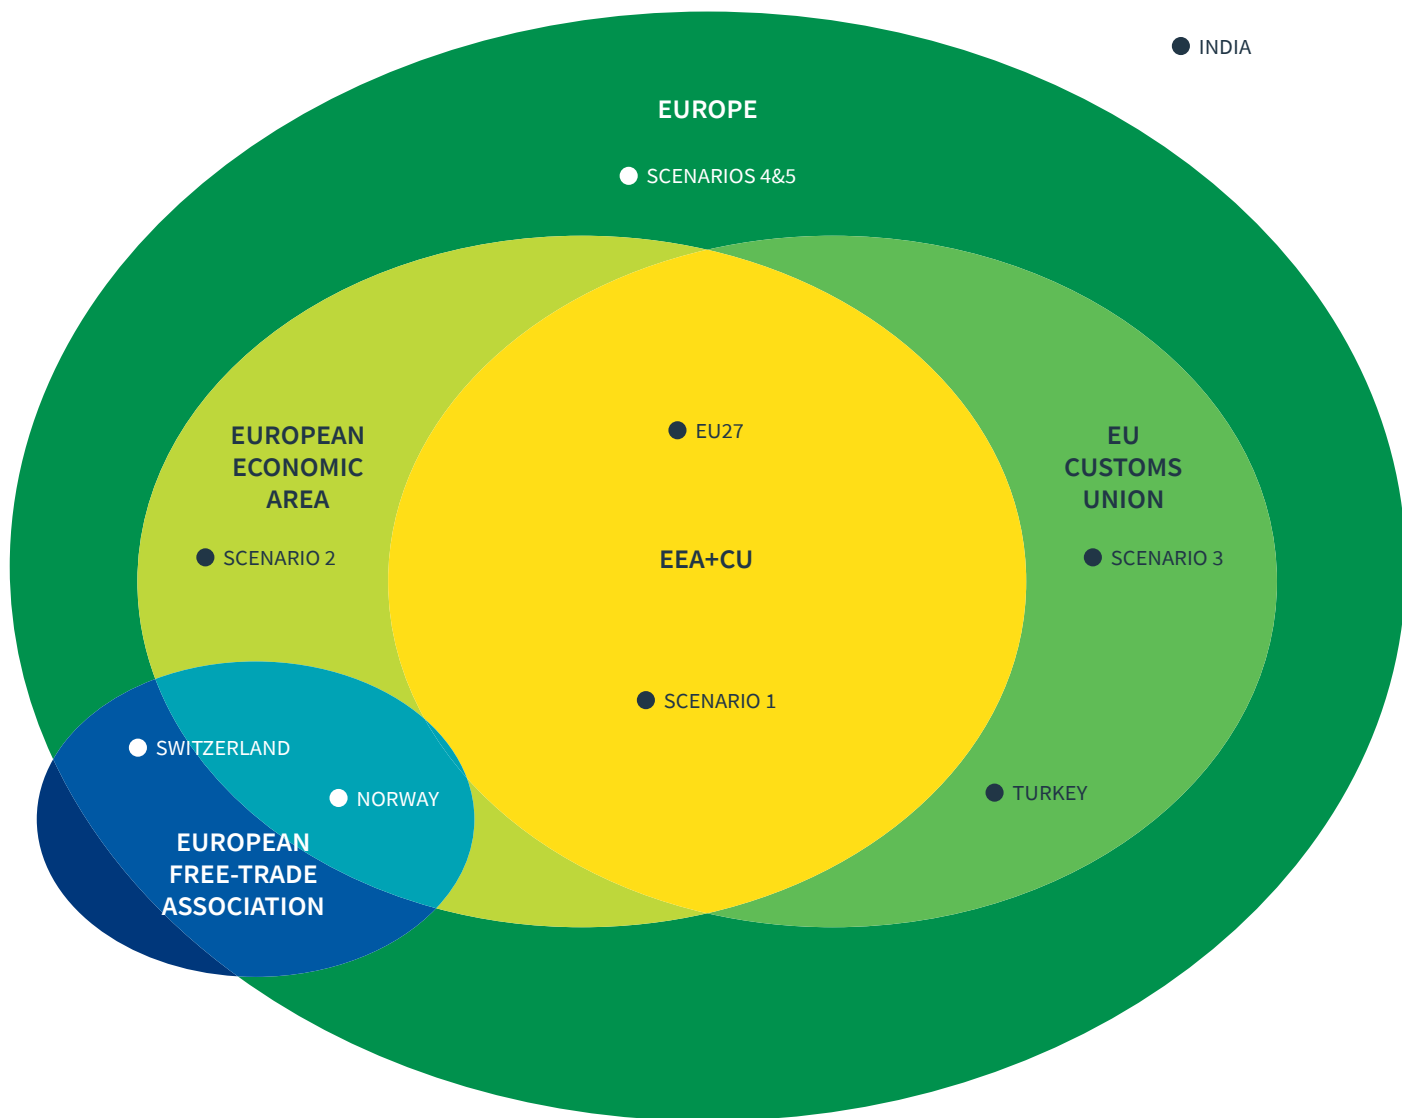 INDIA
EUROPE
SCENARIOS 4&5
EU27
EUROPEAN
ECONOMIC
AREA
EU
CUSTOMS
UNION
SCENARIO 2
EEA+CU
SCENARIO 3
SCENARIO 1
SWITZERLAND
NORWAY
TURKEY
EUROPEAN
FREE-TRADE
ASSOCIATION